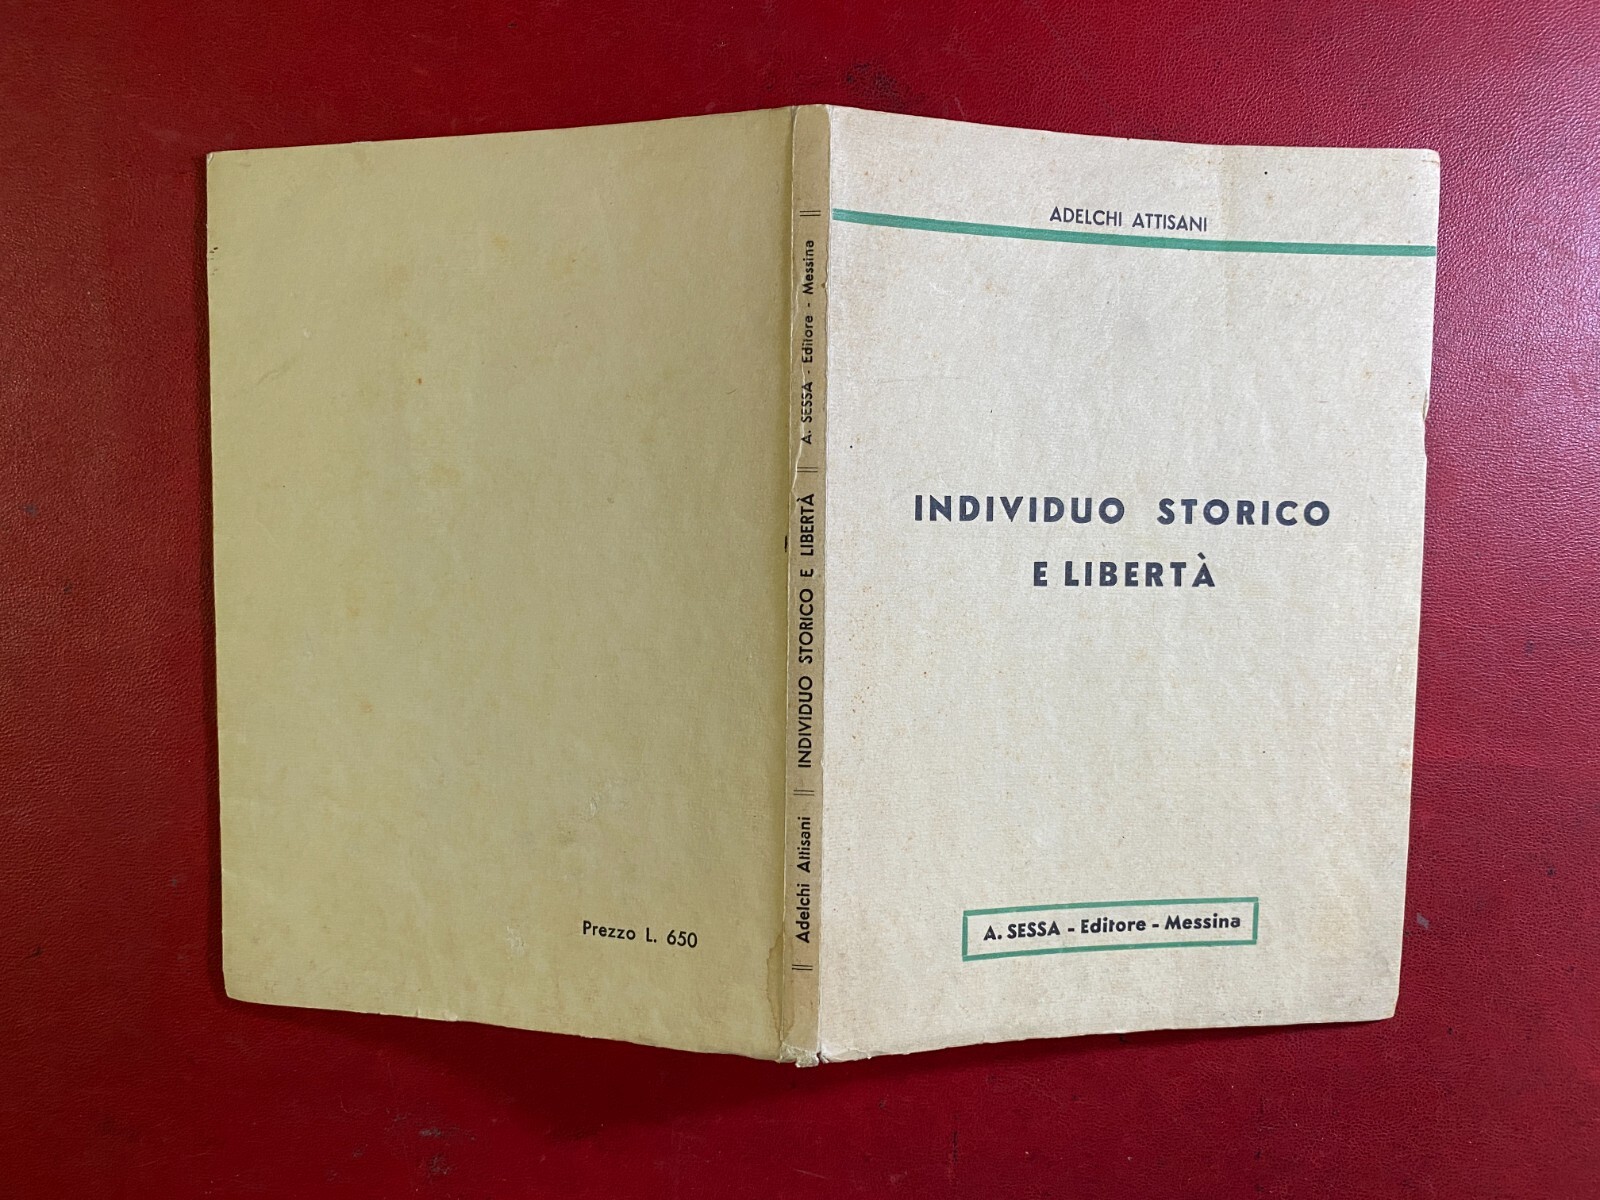 ADELCHI ATTISANI
INDIVIDUO STORICO
E LIBERTÀ
A. SESSA - Editore - Messina
Adelchi Attisani || INDIVIDUO STORICO E LIBERTÀ || A. SESSA - Editore - Messina
Prezzo L. 650